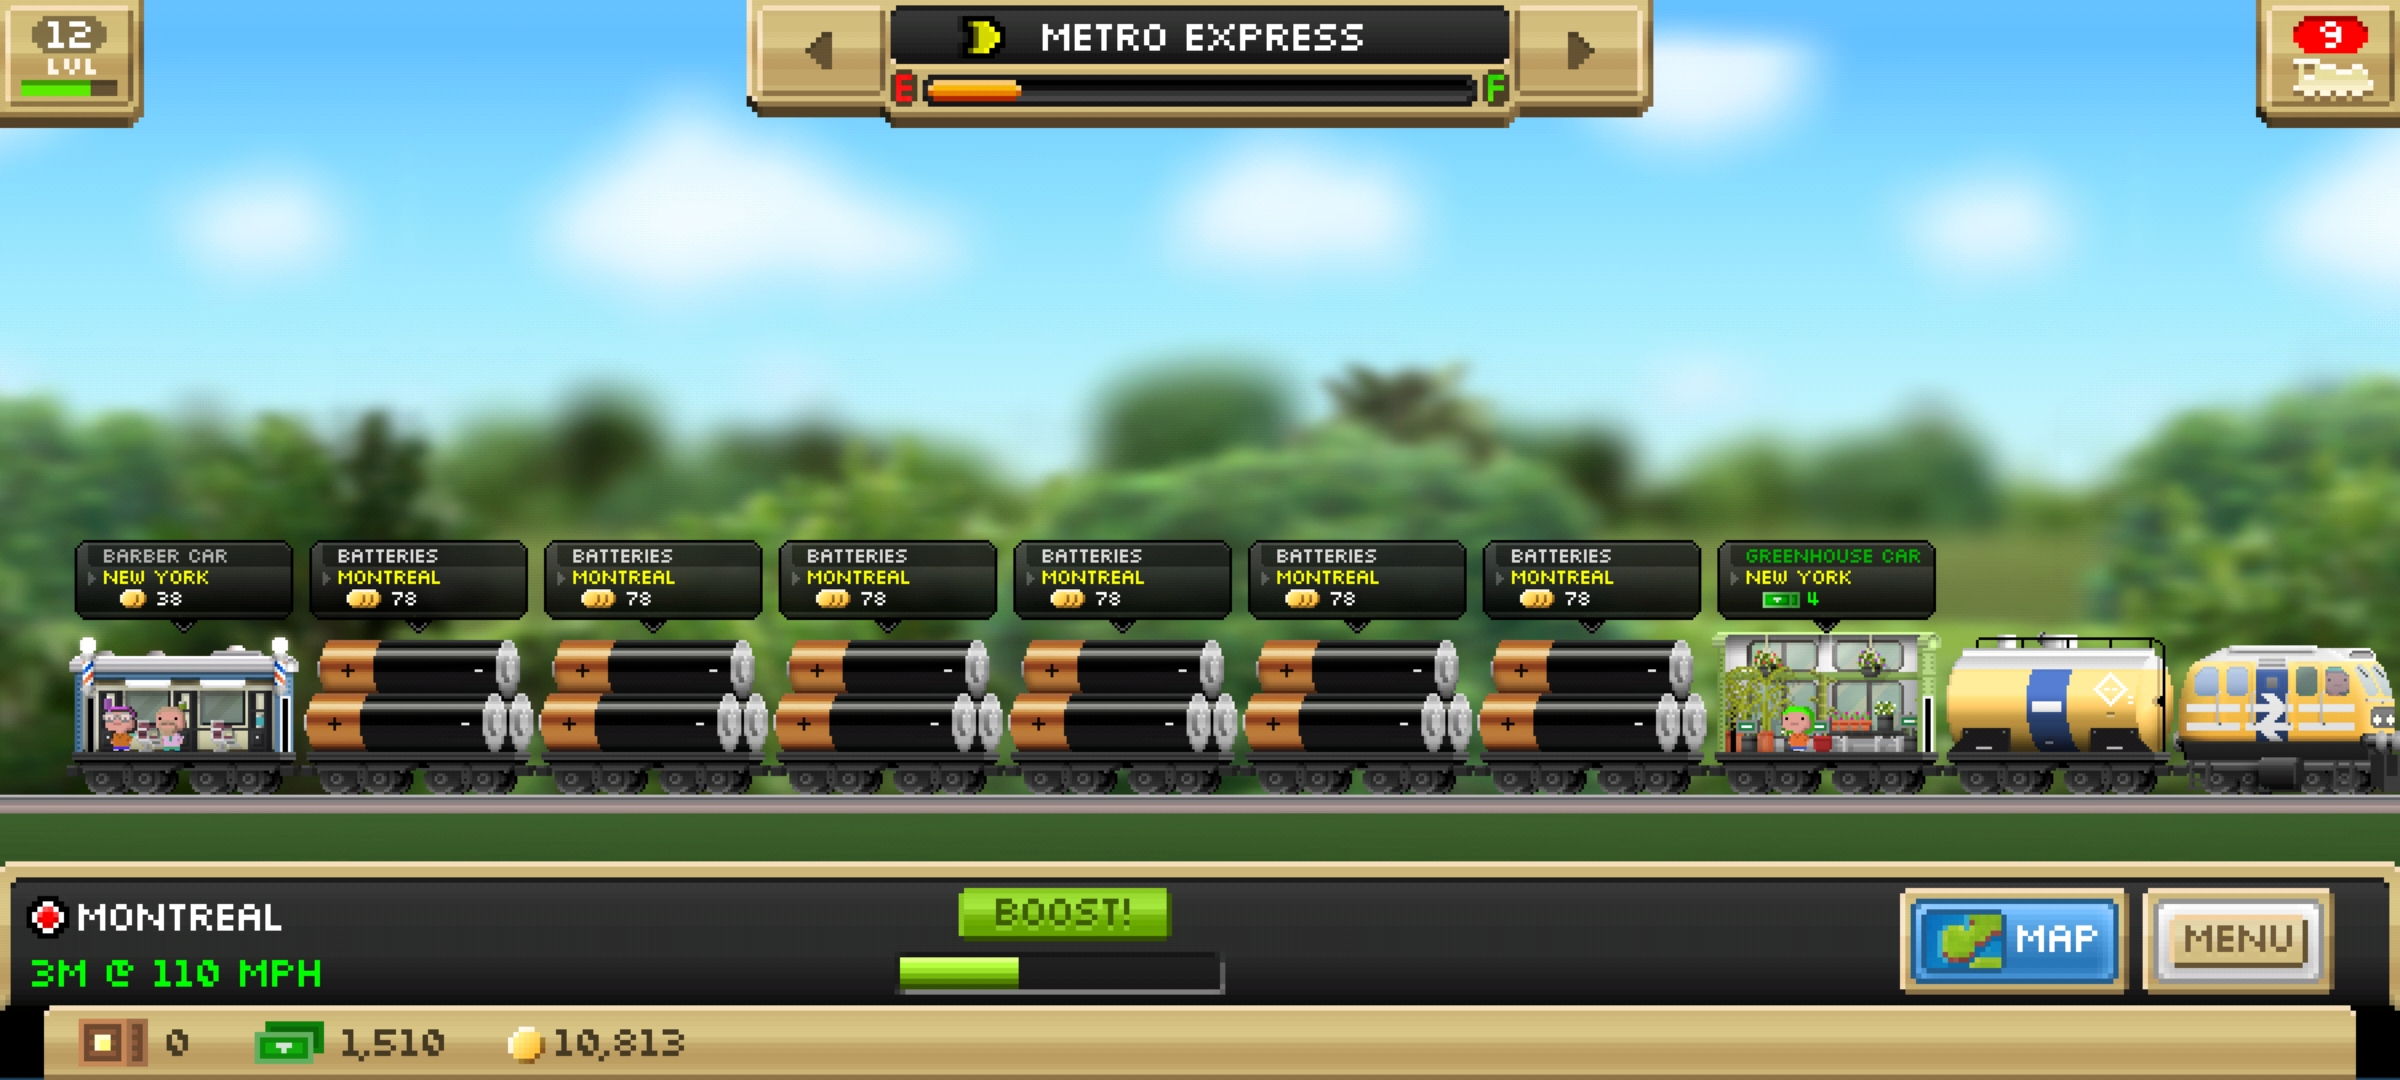 12
LVL
METRO EXPRESS
E F
9
BARBER CAR
NEW YORK
38
BATTERIES
MONTREAL
78
BATTERIES
MONTREAL
78
BATTERIES
MONTREAL
78
BATTERIES
MONTREAL
78
BATTERIES
MONTREAL
78
BATTERIES
MONTREAL
78
GREENHOUSE CAR
NEW YORK
4
MONTREAL
3M @ 110 MPH
BOOST!
MAP
MENU
0
1,510
10,813